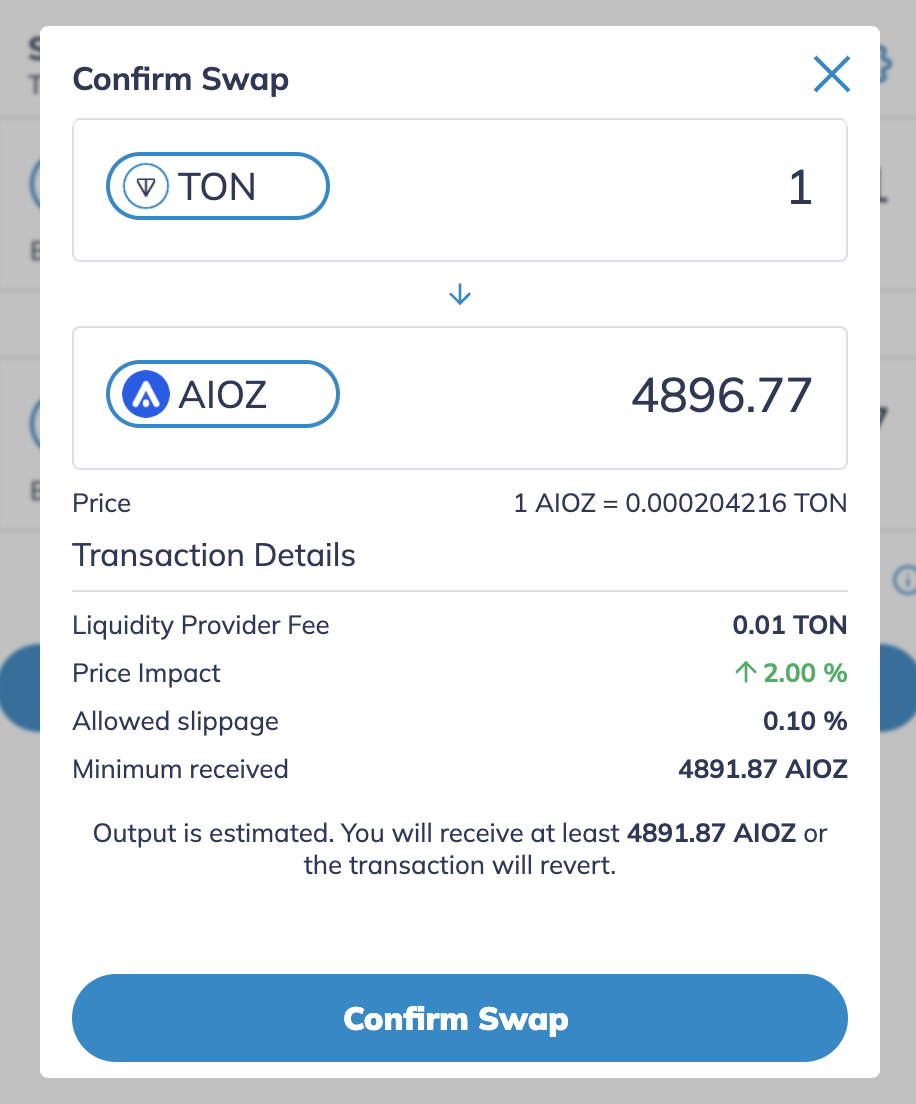 Confirm Swap
TON 1
AIOZ 4896.77
Price 1 AIOZ = 0.000204216 TON
Transaction Details
Liquidity Provider Fee 0.01 TON
Price Impact ↑ 2.00 %
Allowed slippage 0.10 %
Minimum received 4891.87 AIOZ
Output is estimated. You will receive at least 4891.87 AIOZ or
the transaction will revert.
Confirm Swap